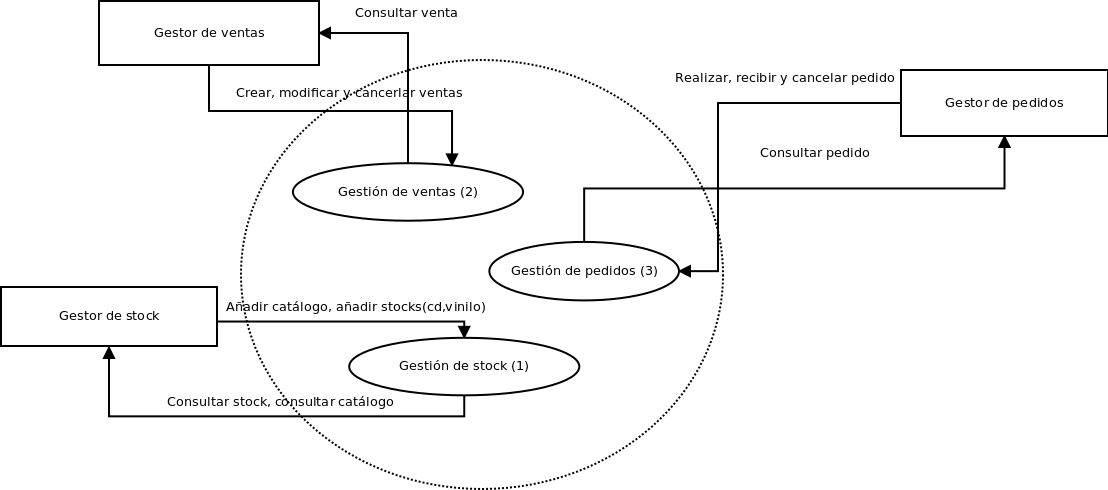 Consultar venta
Gestor de ventas
Realizar, recibir y cancelar pedido
Crear, modificar y cancerlar ventas
Gestor de pedidos
Consultar pedido
Gestión de ventas (2)
Gestión de pedidos (3)
Añadir catálogo, añadir stocks(cd,vinilo)
Gestor de stock
Gestión de stock (1)
Consultar stock, consultar catálogo